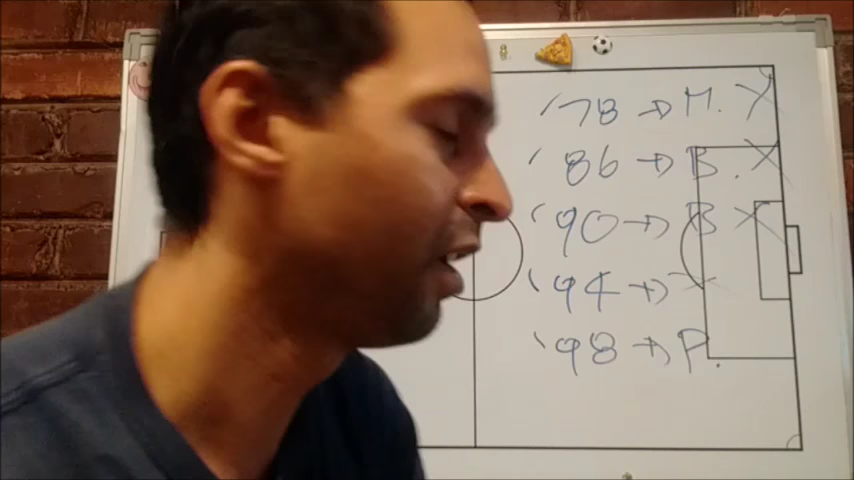 '78 → M. X
'86 → B. X
'90 → B X
'94 → X
'98 → P.